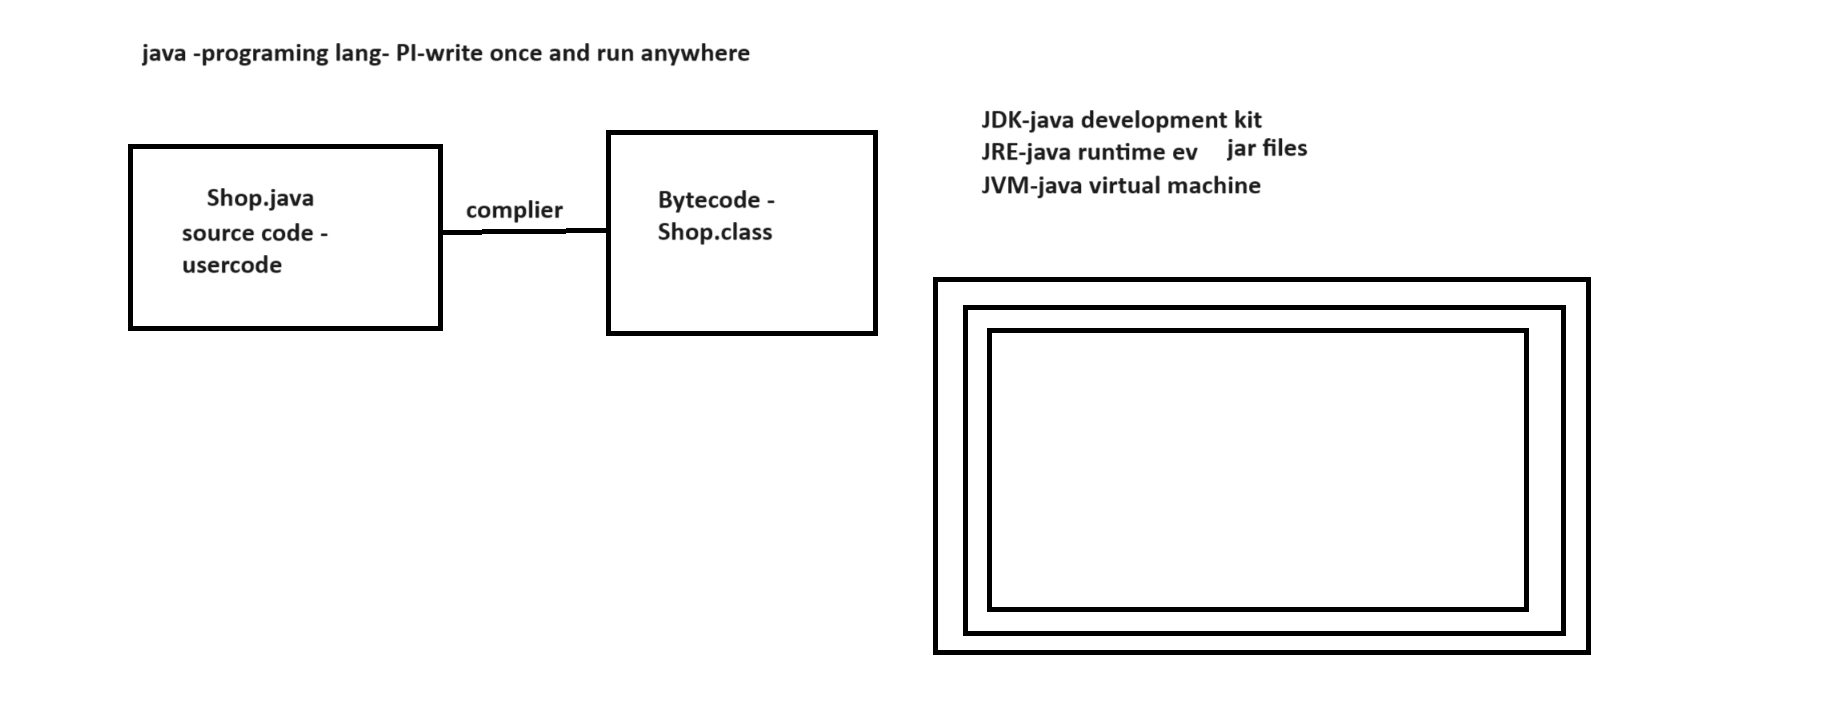 java -programing lang- PI-write once and run anywhere
Shop.java
source code -
usercode
complier
Bytecode -
Shop.class
JDK-java development kit
JRE-java runtime ev jar files
JVM-java virtual machine